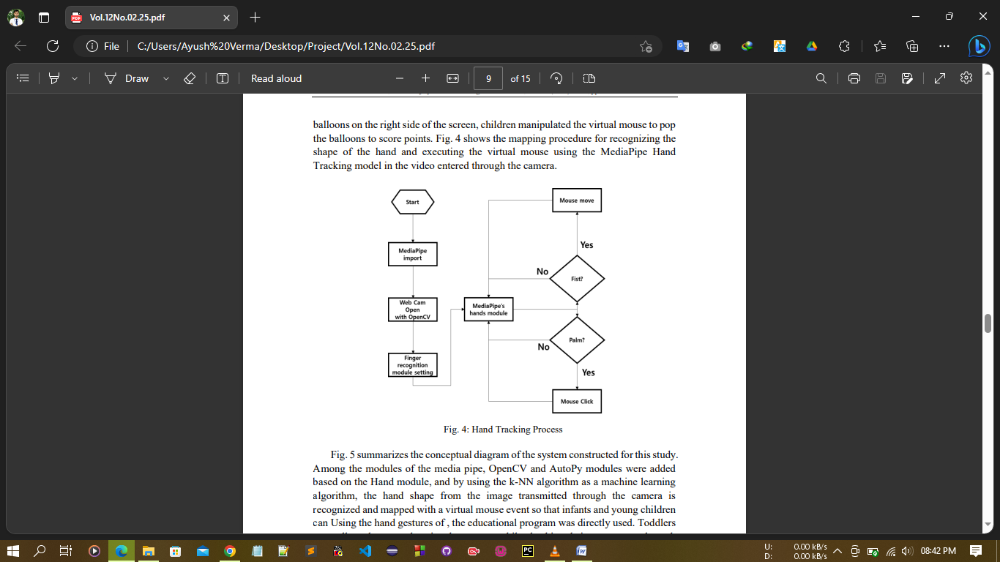 Vol.12No.02.25.pdf
File
C:/Users/Ayush%20Verma/Desktop/Project/Vol.12No.02.25.pdf
Draw
Read aloud
9
of 15
balloons on the right side of the screen, children manipulated the virtual mouse to pop
the balloons to score points. Fig. 4 shows the mapping procedure for recognizing the
shape of the hand and executing the virtual mouse using the MediaPipe Hand
Tracking model in the video entered through the camera.
Start
MediaPipe
import
Web Cam
Open
with OpenCV
Finger
recognition
module setting
MediaPipe's
hands module
Mouse move
Yes
No
Fist?
Palm?
No
Yes
Mouse Click
Fig. 4: Hand Tracking Process
Fig. 5 summarizes the conceptual diagram of the system constructed for this study.
Among the modules of the media pipe, OpenCV and AutoPy modules were added
based on the Hand module, and by using the k-NN algorithm as a machine learning
algorithm, the hand shape from the image transmitted through the camera is
recognized and mapped with a virtual mouse event so that infants and young children
can Using the hand gestures of , the educational program was directly used. Toddlers
U: 0.00 kB/s
D: 0.00 kB/s
08:42 PM